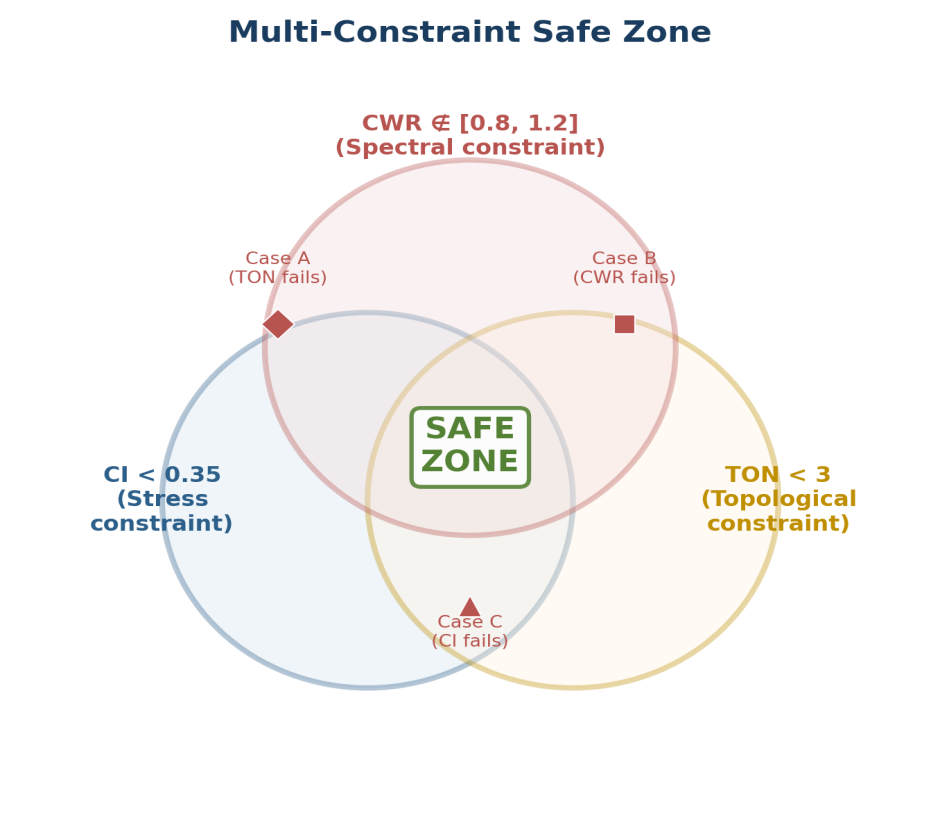 Multi-Constraint Safe Zone
CWR ∉ [0.8, 1.2]
(Spectral constraint)
Case A
(TON fails)
Case B
(CWR fails)
SAFE
ZONE
CI < 0.35
(Stress
constraint)
TON < 3
(Topological
constraint)
Case C
(CI fails)